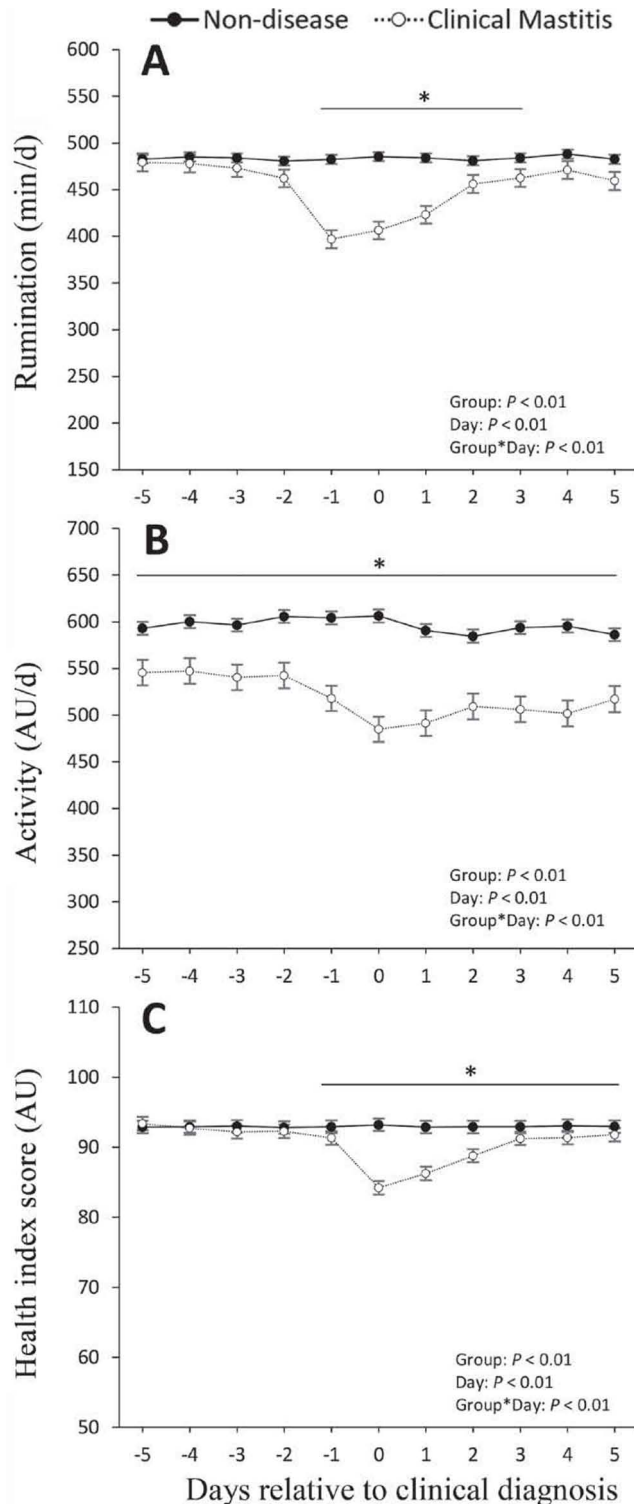 Non-disease Clinical Mastitis
A
*
600
550
500
450
400
350
300
250
200
150
Rumination (min/d)
Group: P < 0.01
Day: P < 0.01
Group*Day: P < 0.01
-5 -4 -3 -2 -1 0 1 2 3 4 5
B
*
700
650
600
550
500
450
400
350
300
250
Activity (AU/d)
Group: P < 0.01
Day: P < 0.01
Group*Day: P < 0.01
-5 -4 -3 -2 -1 0 1 2 3 4 5
C
*
110
100
90
80
70
60
50
Health index score (AU)
Group: P < 0.01
Day: P < 0.01
Group*Day: P < 0.01
-5 -4 -3 -2 -1 0 1 2 3 4 5
Days relative to clinical diagnosis